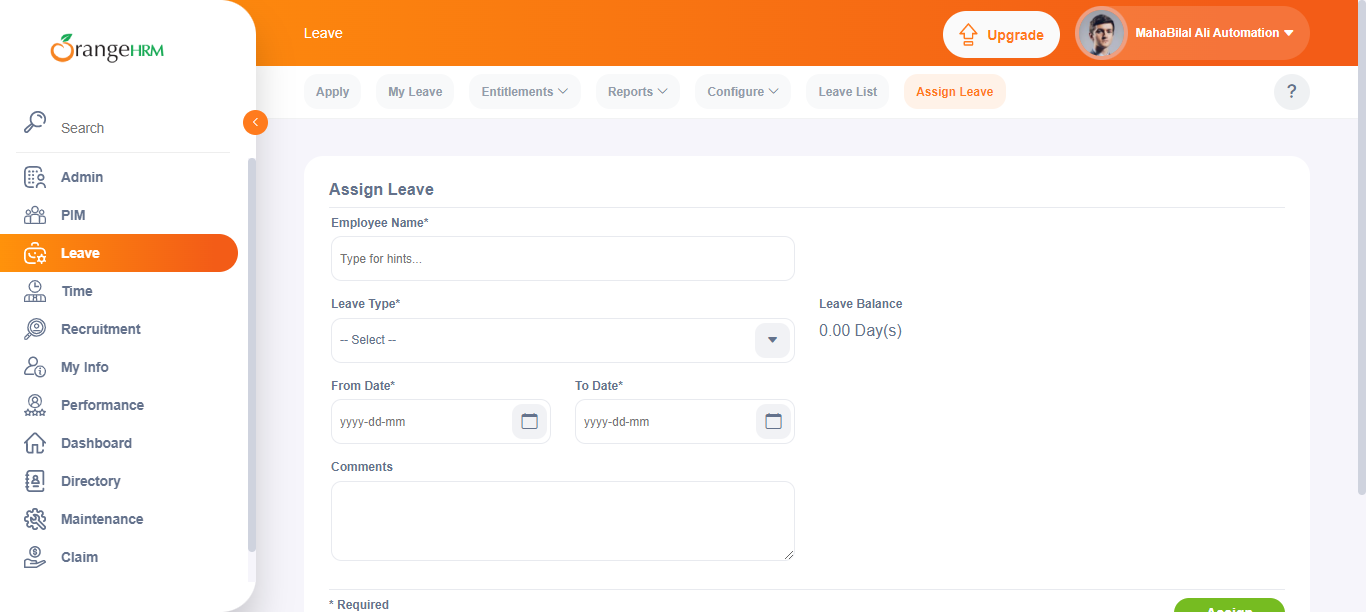 OrangeHRM
Leave
Upgrade
MahaBilal Ali Automation
Apply
My Leave
Entitlements
Reports
Configure
Leave List
Assign Leave
?
Search
Admin
PIM
Leave
Time
Recruitment
My Info
Performance
Dashboard
Directory
Maintenance
Claim
Assign Leave
Employee Name*
Type for hints...
Leave Type*
Leave Balance
-- Select --
0.00 Day(s)
From Date*
To Date*
yyyy-dd-mm
yyyy-dd-mm
Comments
* Required
Assign